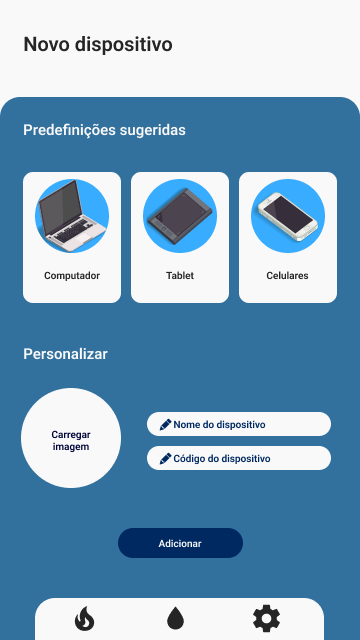 Novo dispositivo
Predefinições sugeridas
Computador
Tablet
Celulares
Personalizar
Carregar
imagem
Nome do dispositivo
Código do dispositivo
Adicionar